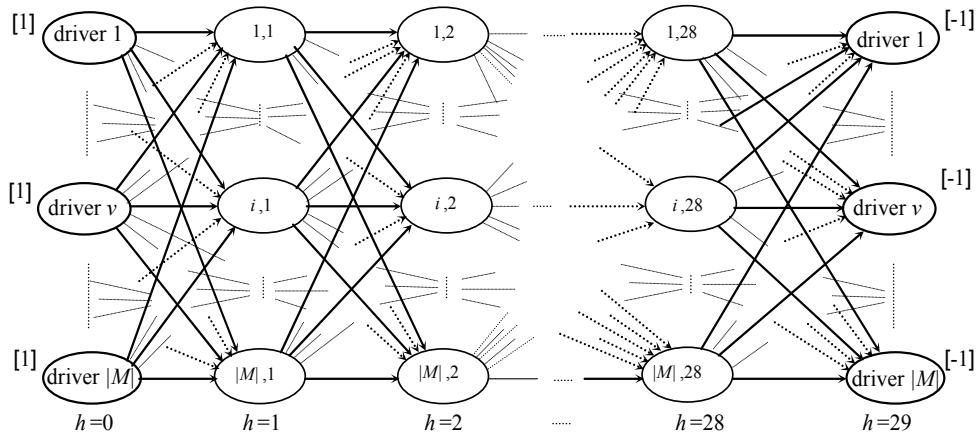 [1] [-1]
driver 1 1,1 1,2 ...... 1,28 driver 1
[1] [-1]
driver v i,1 i,2 ...... i,28 driver v
[1] [-1]
driver |M| |M|,1 |M|,2 ...... |M|,28 driver |M|
h=0 h=1 h=2 ...... h=28 h=29